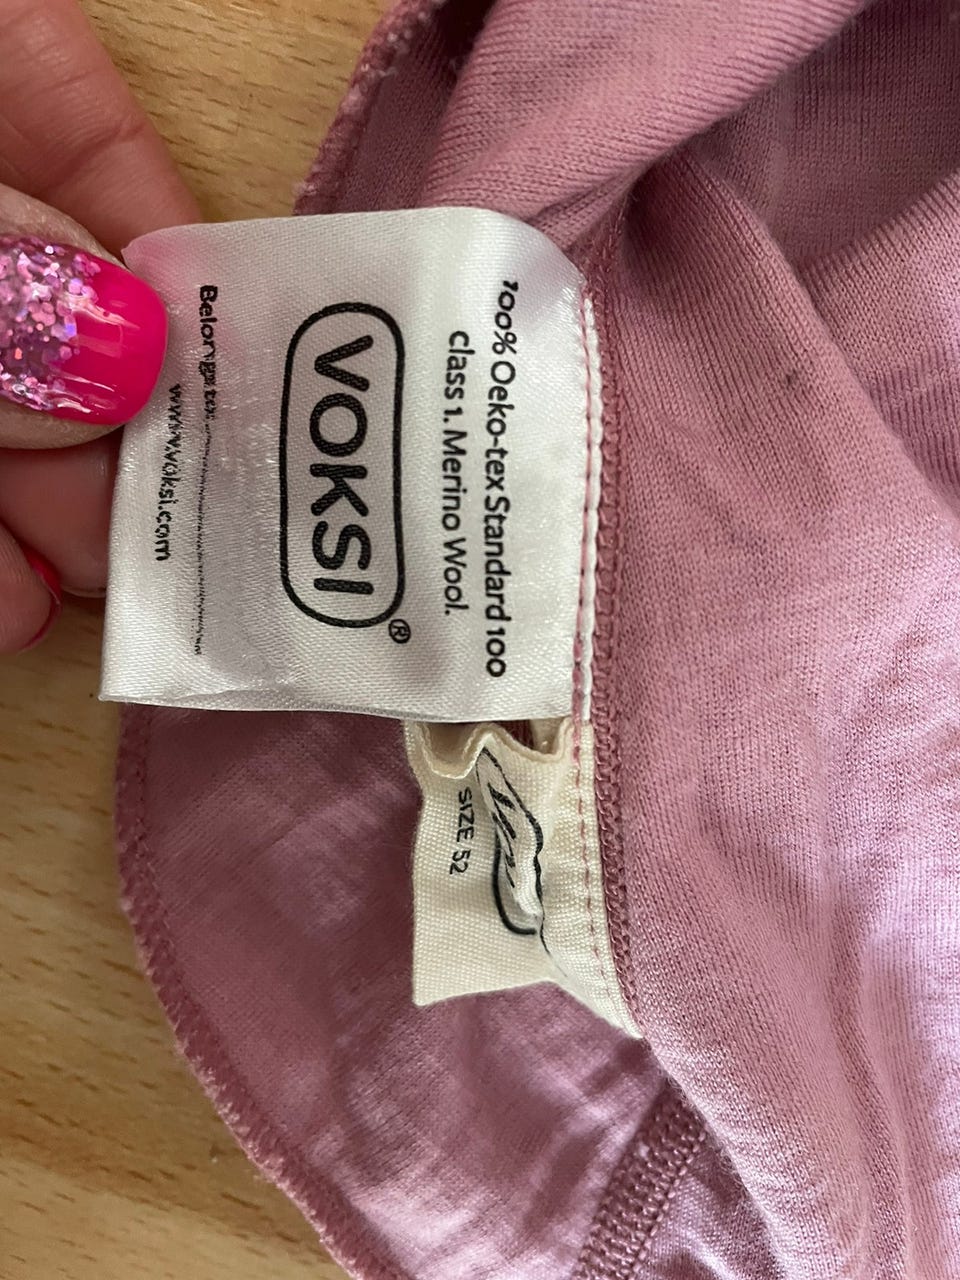 100% Oeko-tex Standard 100
class 1. Merino Wool.
VOKSI®
Belongs to:
www.voksi.com
SIZE 52